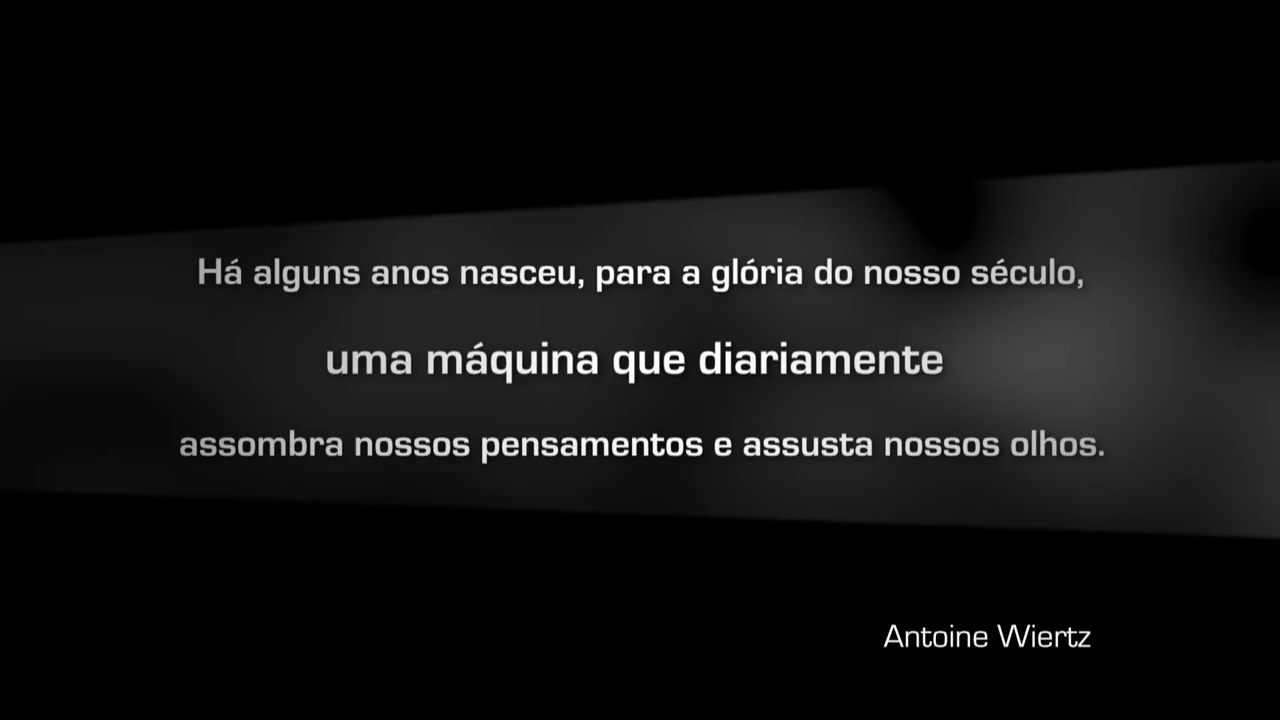 Há alguns anos nasceu, para a glória do nosso século,
uma máquina que diariamente
assombra nossos pensamentos e assusta nossos olhos.
Antoine Wiertz